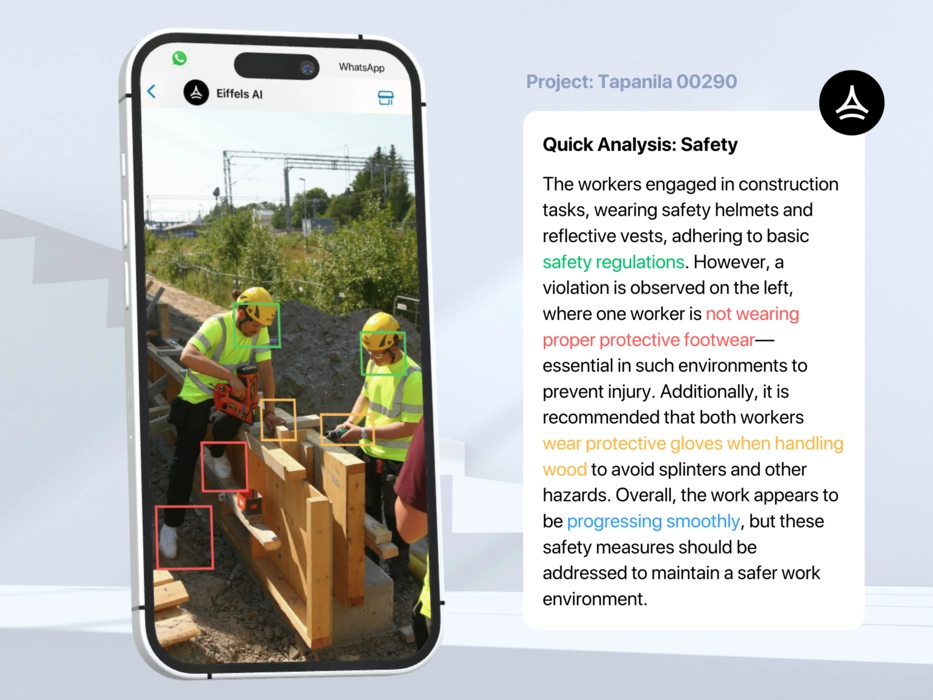 WhatsApp
Eiffels AI
Project: Tapanila 00290
Quick Analysis: Safety
The workers engaged in construction
tasks, wearing safety helmets and
reflective vests, adhering to basic
safety regulations. However, a
violation is observed on the left,
where one worker is not wearing
proper protective footwear—
essential in such environments to
prevent injury. Additionally, it is
recommended that both workers
wear protective gloves when handling
wood to avoid splinters and other
hazards. Overall, the work appears to
be progressing smoothly, but these
safety measures should be
addressed to maintain a safer work
environment.